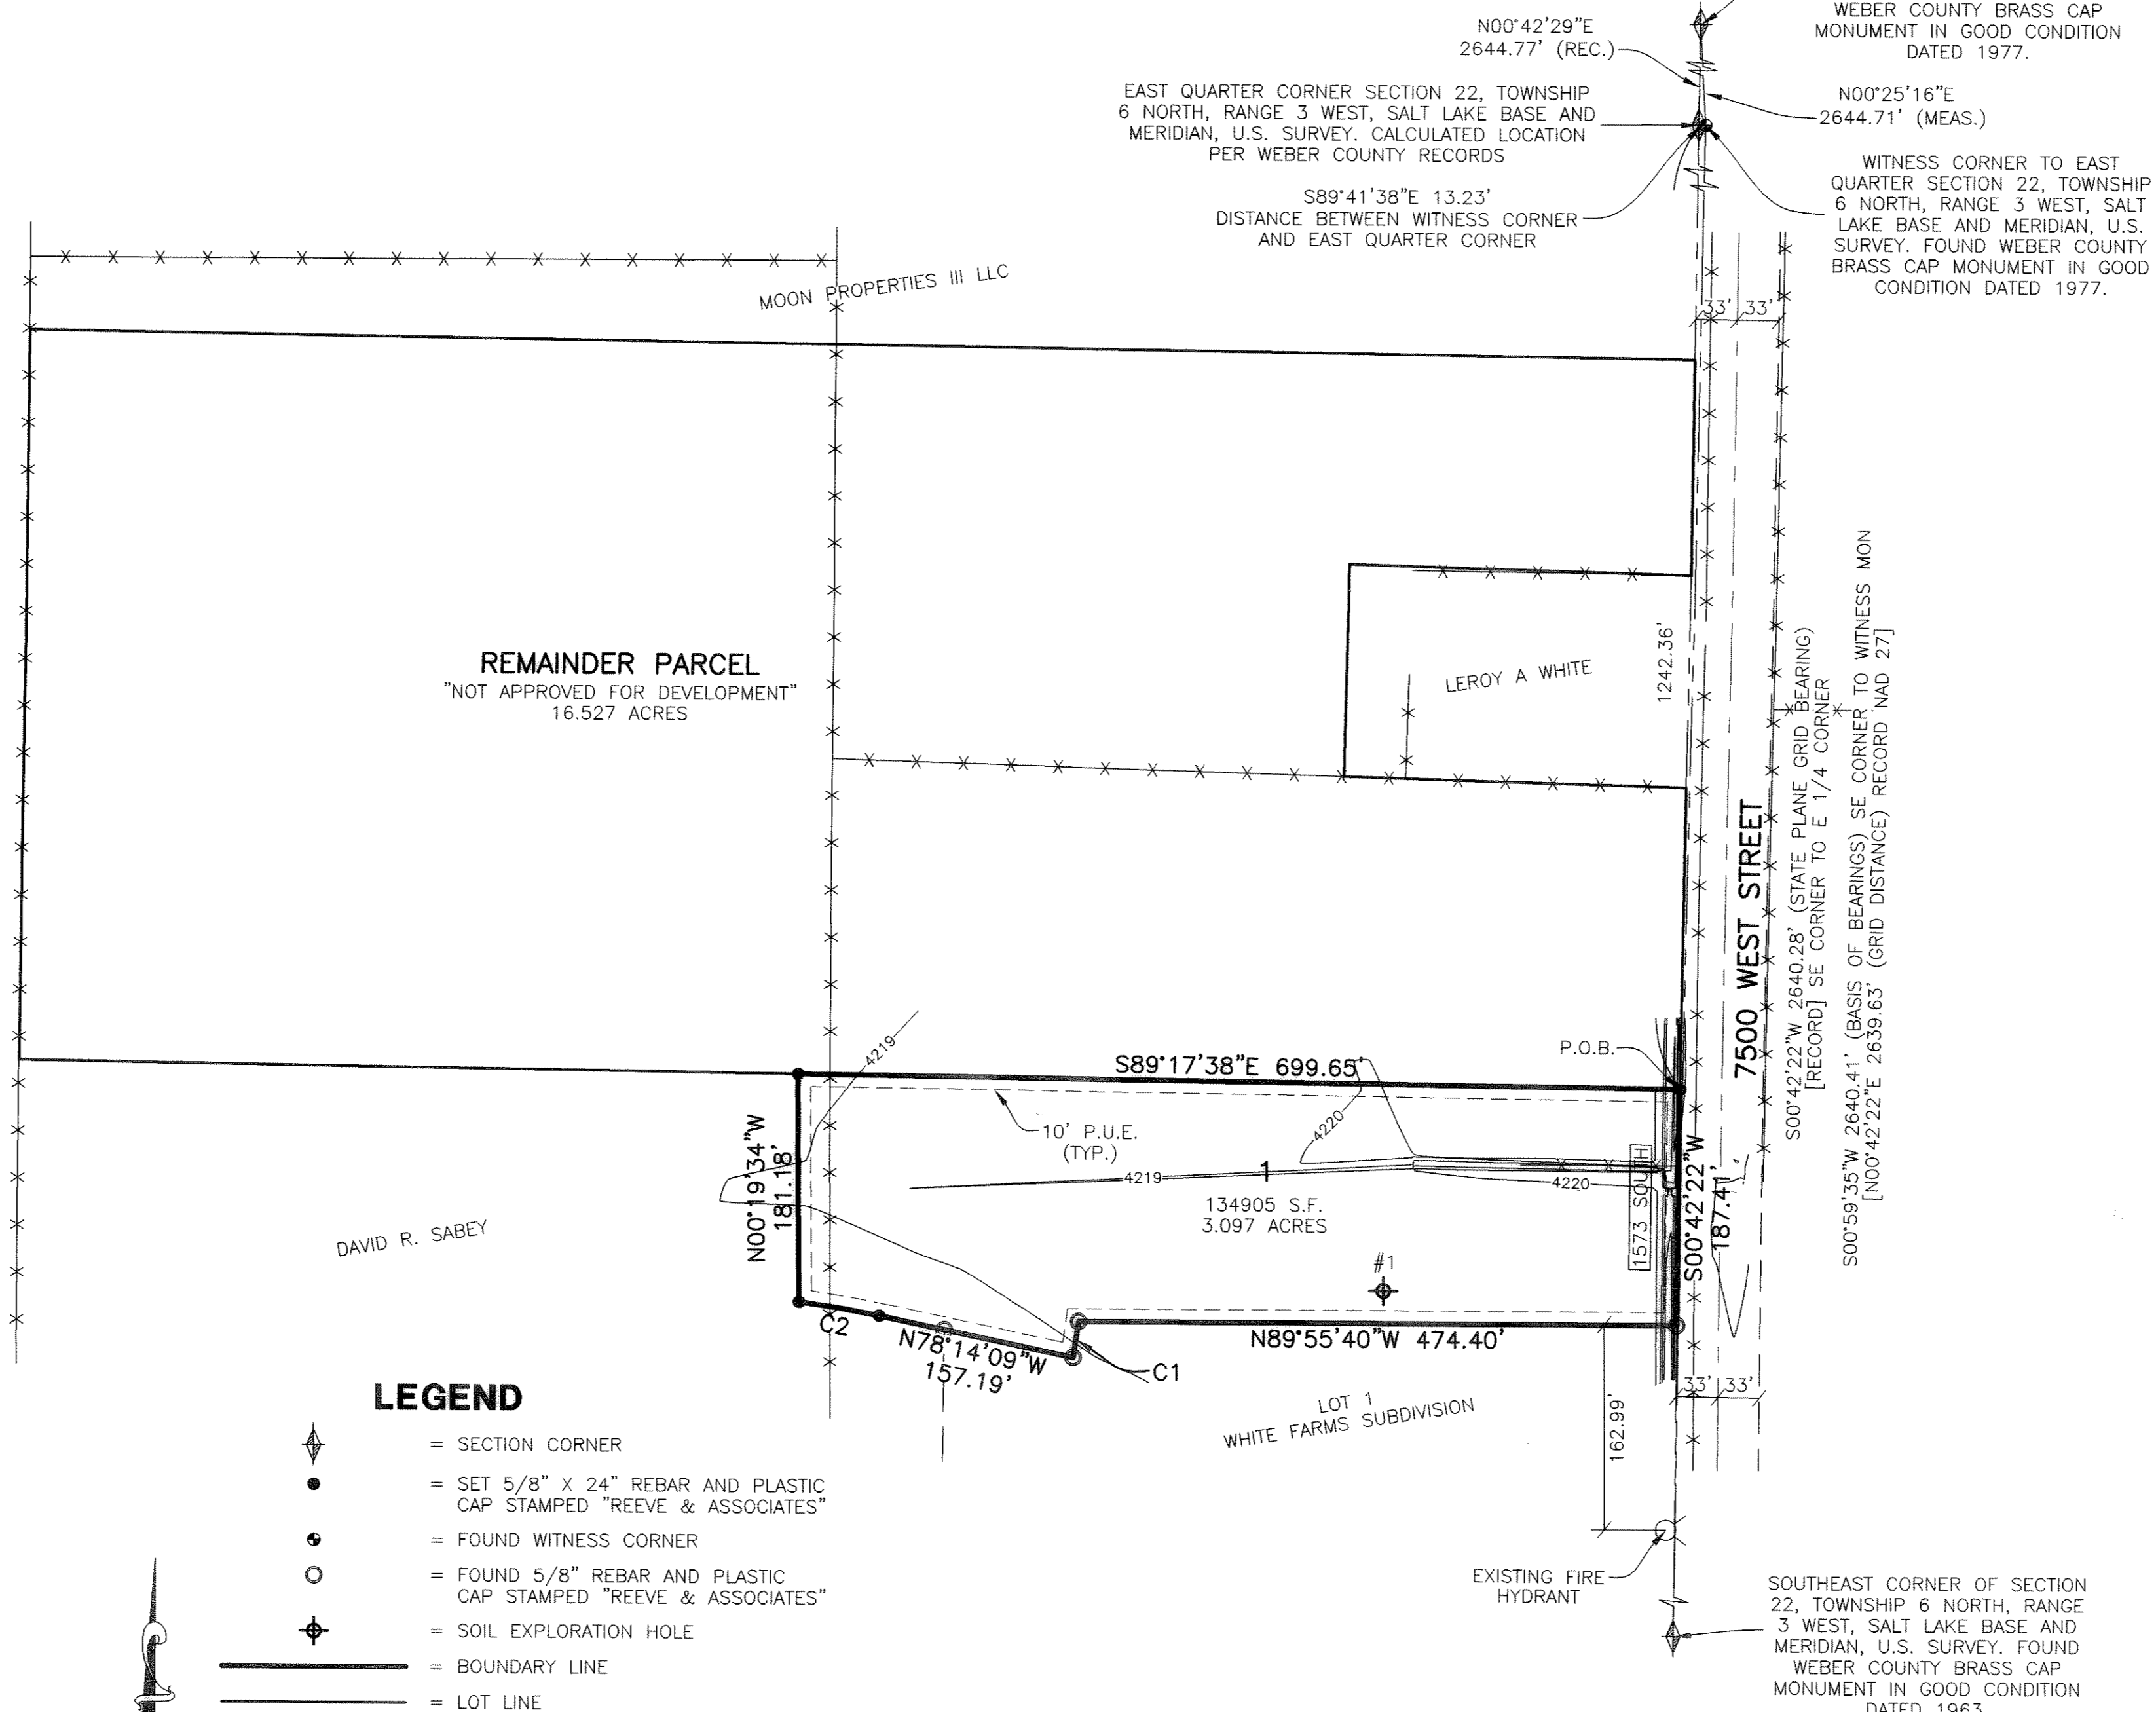 WEBER COUNTY BRASS CAP
MONUMENT IN GOOD CONDITION
DATED 1977.
N00°42'29"E
2644.77' (REC.)
N00°25'16"E
2644.71' (MEAS.)
EAST QUARTER CORNER SECTION 22, TOWNSHIP
6 NORTH, RANGE 3 WEST, SALT LAKE BASE AND
MERIDIAN, U.S. SURVEY. CALCULATED LOCATION
PER WEBER COUNTY RECORDS
WITNESS CORNER TO EAST
QUARTER SECTION 22, TOWNSHIP
6 NORTH, RANGE 3 WEST, SALT
LAKE BASE AND MERIDIAN, U.S.
SURVEY. FOUND WEBER COUNTY
BRASS CAP MONUMENT IN GOOD
CONDITION DATED 1977.
S89°41'38"E 13.23'
DISTANCE BETWEEN WITNESS CORNER
AND EAST QUARTER CORNER
MOON PROPERTIES III LLC
33'
33'
REMAINDER PARCEL
"NOT APPROVED FOR DEVELOPMENT"
16.527 ACRES
LEROY A WHITE
1242.36'
7500 WEST STREET
S00°42'22"W 2640.28' (STATE PLANE GRID BEARING)
[RECORD] SE CORNER TO E 1/4 CORNER
S00°59'35"W 2640.41' (BASIS OF BEARINGS) SE CORNER TO WITNESS MON
[N00°42'22"E 2639.63' (GRID DISTANCE) RECORD NAD 27]
P.O.B.
4219
S89°17'38"E 699.65'
4220
10' P.U.E.
(TYP.)
N00°19'34"W
181.18'
4219
1
4220
134905 S.F.
3.097 ACRES
1573 SOUTH
S00°42'22"W
187.41'
DAVID R. SABEY
#1
C2
N78°14'09"W
157.19'
C1
N89°55'40"W 474.40'
33'
33'
LOT 1
WHITE FARMS SUBDIVISION
162.99'
EXISTING FIRE
HYDRANT
SOUTHEAST CORNER OF SECTION
22, TOWNSHIP 6 NORTH, RANGE
3 WEST, SALT LAKE BASE AND
MERIDIAN, U.S. SURVEY. FOUND
WEBER COUNTY BRASS CAP
MONUMENT IN GOOD CONDITION
DATED 1963
LEGEND
= SECTION CORNER
= SET 5/8" X 24" REBAR AND PLASTIC
CAP STAMPED "REEVE & ASSOCIATES"
= FOUND WITNESS CORNER
= FOUND 5/8" REBAR AND PLASTIC
CAP STAMPED "REEVE & ASSOCIATES"
= SOIL EXPLORATION HOLE
= BOUNDARY LINE
= LOT LINE